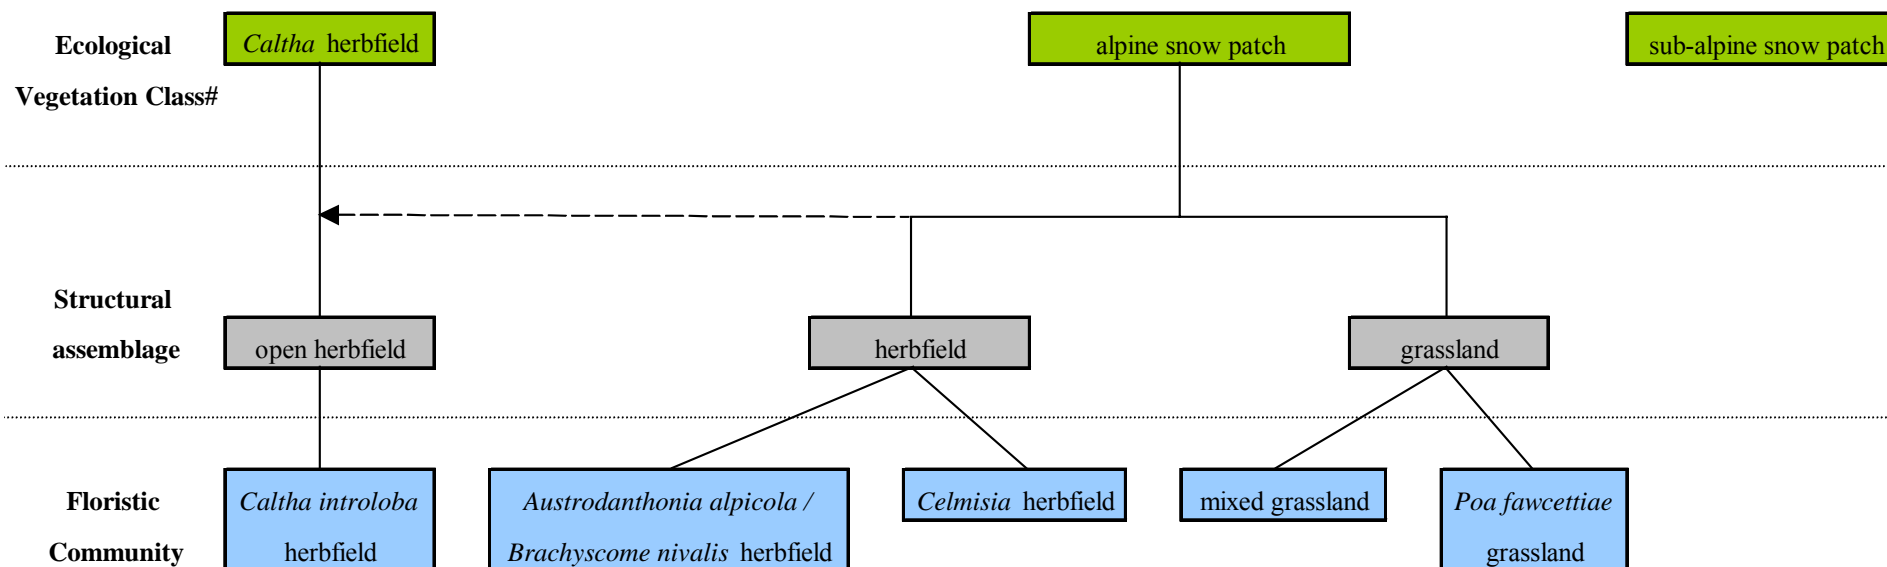 Ecological
Vegetation Class#
Caltha herbfield
alpine snow patch
sub-alpine snow patch
Structural
assemblage
open herbfield
herbfield
grassland
Floristic
Community
Caltha introloba
herbfield
Austrodanthonia alpicola /
Brachyscome nivalis herbfield
Celmisia herbfield
mixed grassland
Poa fawcettiae
grassland